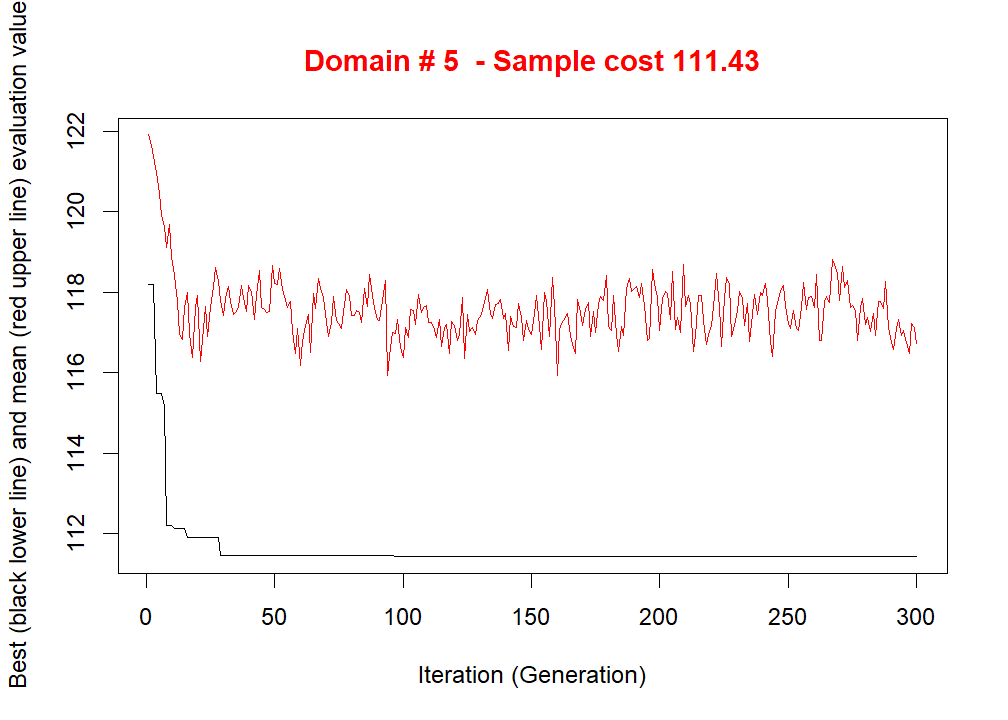 Domain # 5 - Sample cost 111.43
Best (black lower line) and mean (red upper line) evaluation value
122
120
118
116
114
112
0 50 100 150 200 250 300
Iteration (Generation)